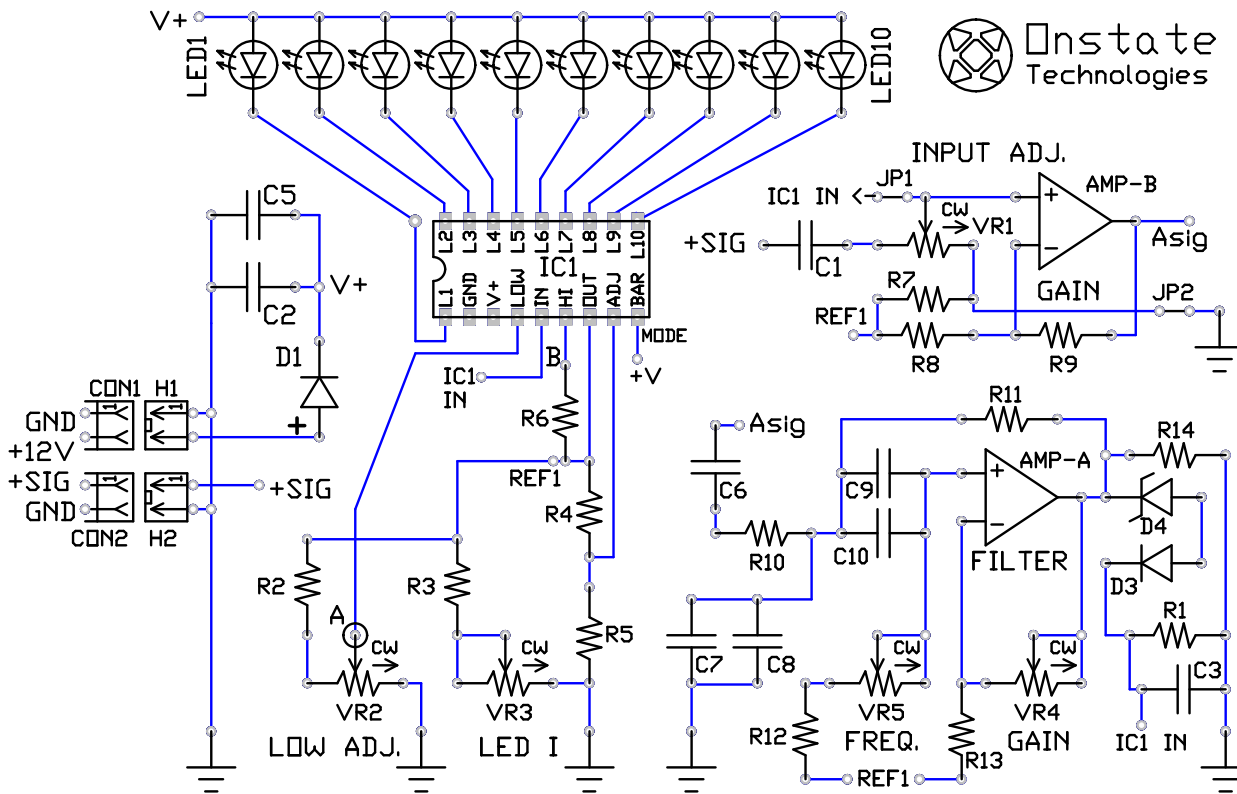 V+
LED1
LED10
Onstate
Technologies
INPUT ADJ.
JP1
IC1 IN
AMP-B
CW
VR1
+SIG
C1
Asig
GAIN
R7
REF1
R8
R9
JP2
C5
V+
C2
D1
+
L2
L3
L4
L5
L6
L7
L8
L9
L10
IC1
L1
GND
V+
LOW
IN
HI
OUT
ADJ
BAR
MODE
+V
B
IC1
IN
R6
REF1
CON1
H1
GND
+12V
1
1
+SIG
GND
1
1
+SIG
CON2
H2
R4
R2
R3
R5
A
CW
CW
VR2
VR3
LOW ADJ.
LED I
Asig
R11
R14
C6
C9
AMP-A
R10
C10
FILTER
D4
D3
R1
C7
C8
CW
CW
C3
VR5
VR4
R12
FREQ.
R13
GAIN
IC1 IN
REF1